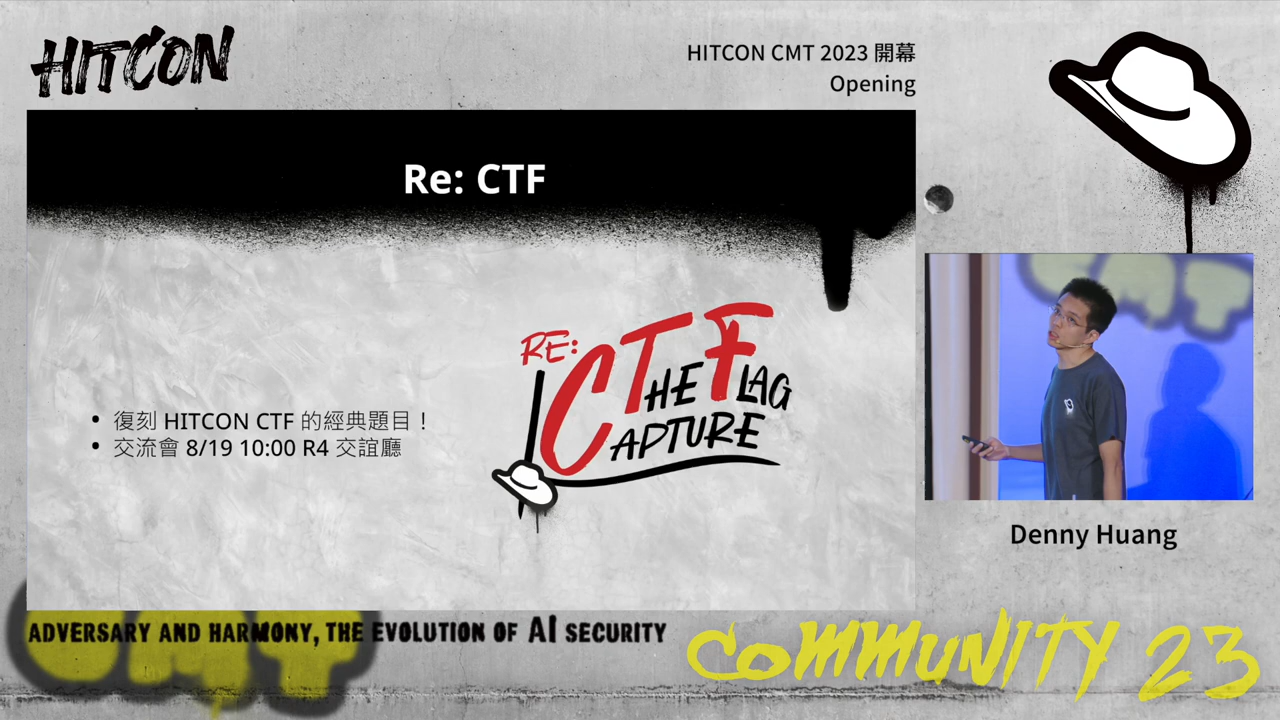 HITCON
HITCON CMT 2023 開幕
Opening
Re: CTF
RE: CTF
THE FLAG
CAPTURE
• 復刻 HITCON CTF 的經典題目！
• 交流會 8/19 10:00 R4 交誼廳
CMT
Denny Huang
CMT
ADVERSARY AND HARMONY, THE EVOLUTION OF AI SECURITY
COMMUNITY 23